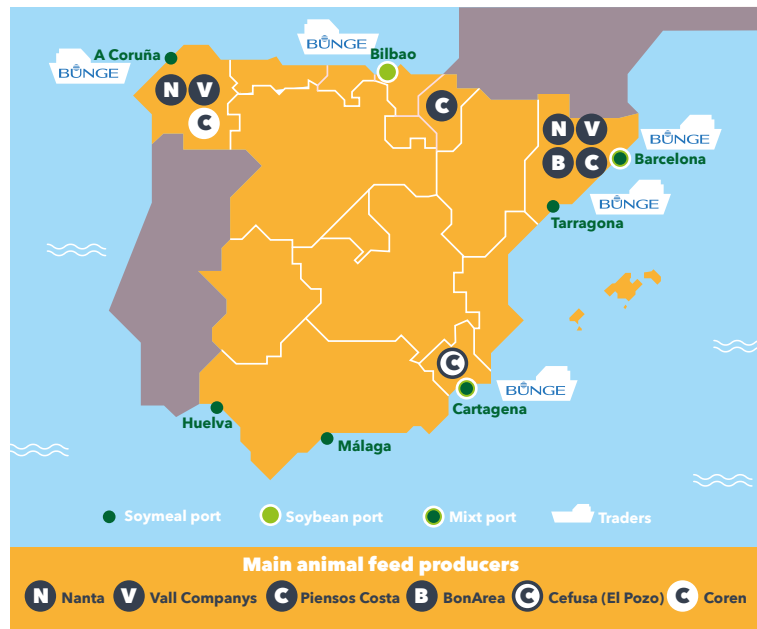 A Coruña
BUNGE
BUNGE
Bilbao
N V
C
C
N V
B C
BUNGE
Barcelona
BUNGE
Tarragona
C
BUNGE
Cartagena
Huelva
Málaga
Soymeal port
Soybean port
Mixt port
Traders
Main animal feed producers
N Nanta V Vall Companys C Piensos Costa B BonArea C Cefusa (El Pozo) C Coren